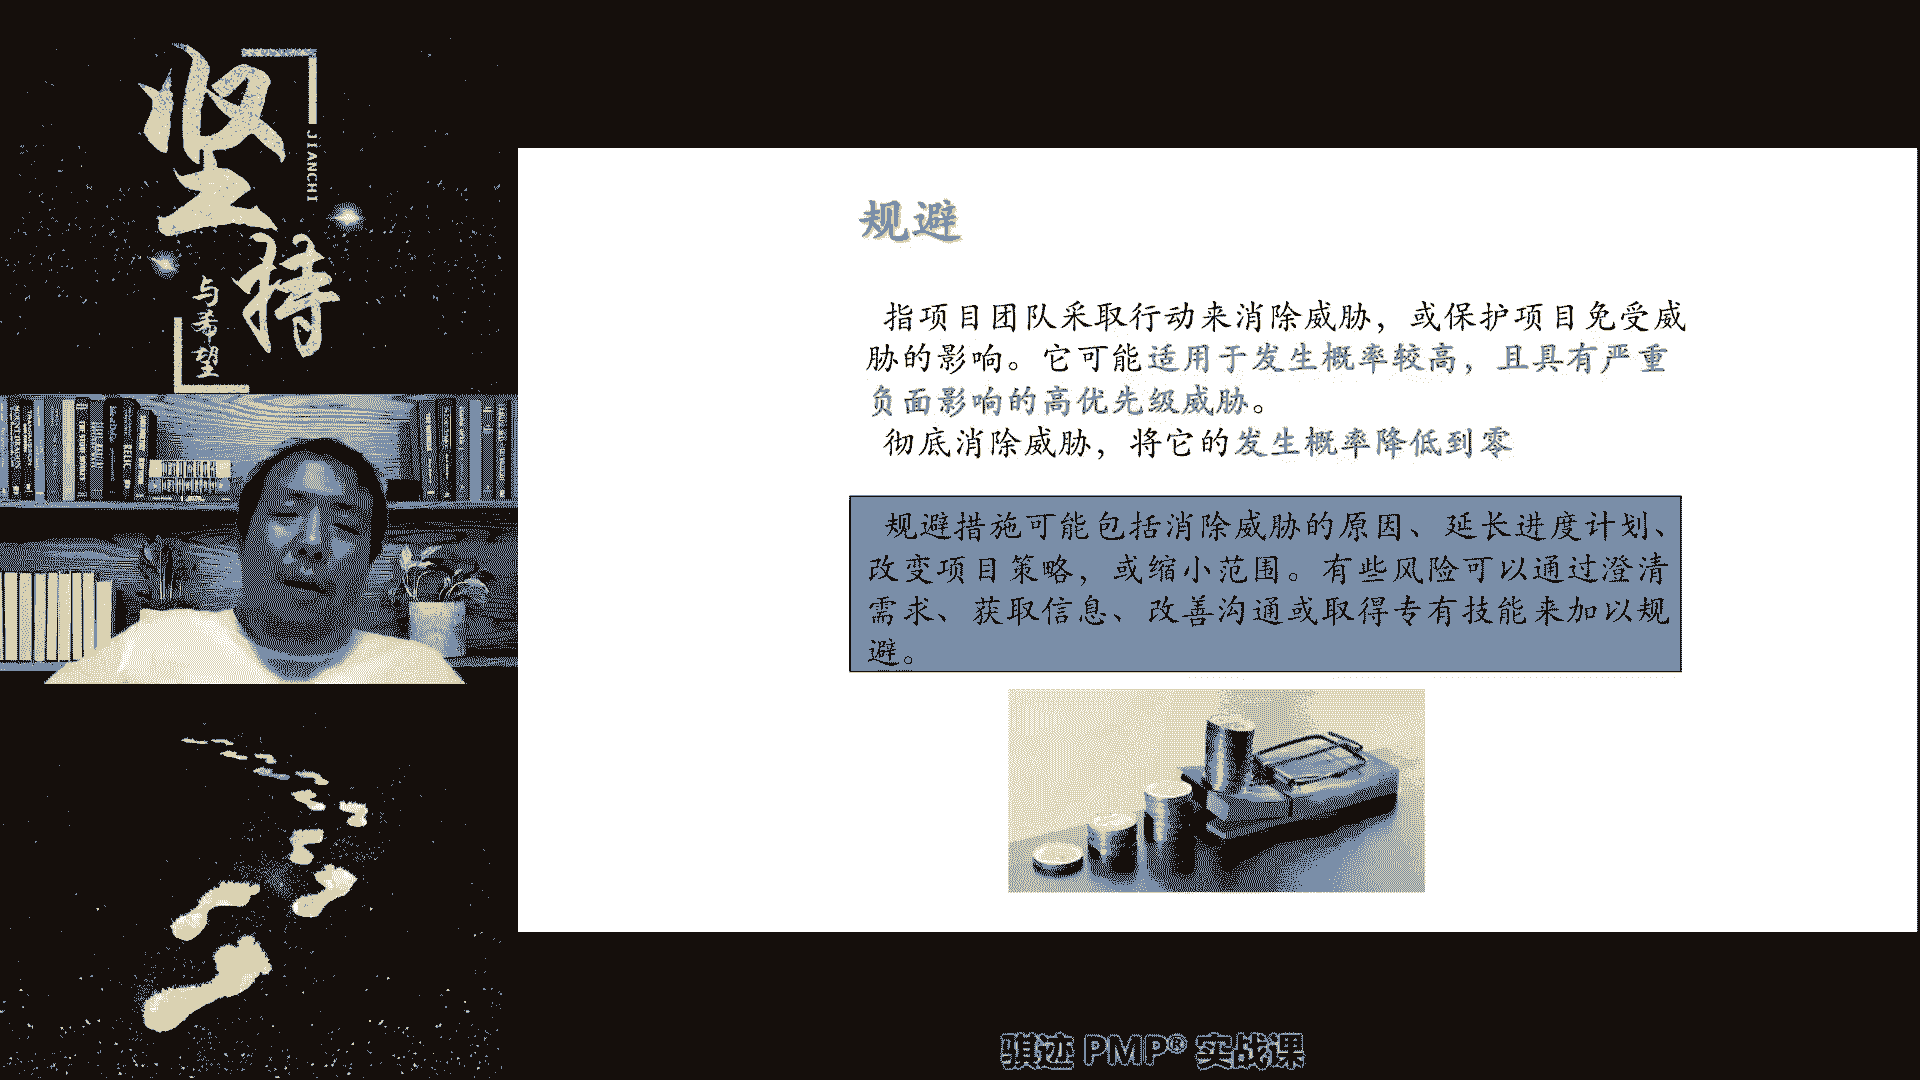 坚持
JIANCHI
与希望
规避
指项目团队采取行动来消除威胁，或保护项目免受威
胁的影响。它可能适用于发生概率较高，且具有严重
负面影响的高优先级威胁。
彻底消除威胁，将它的发生概率降低到零
规避措施可能包括消除威胁的原因、延长进度计划、
改变项目策略，或缩小范围。有些风险可以通过澄清
需求、获取信息、改善沟通或取得专有技能来加以规
避。
骐迹 PMP® 实战课